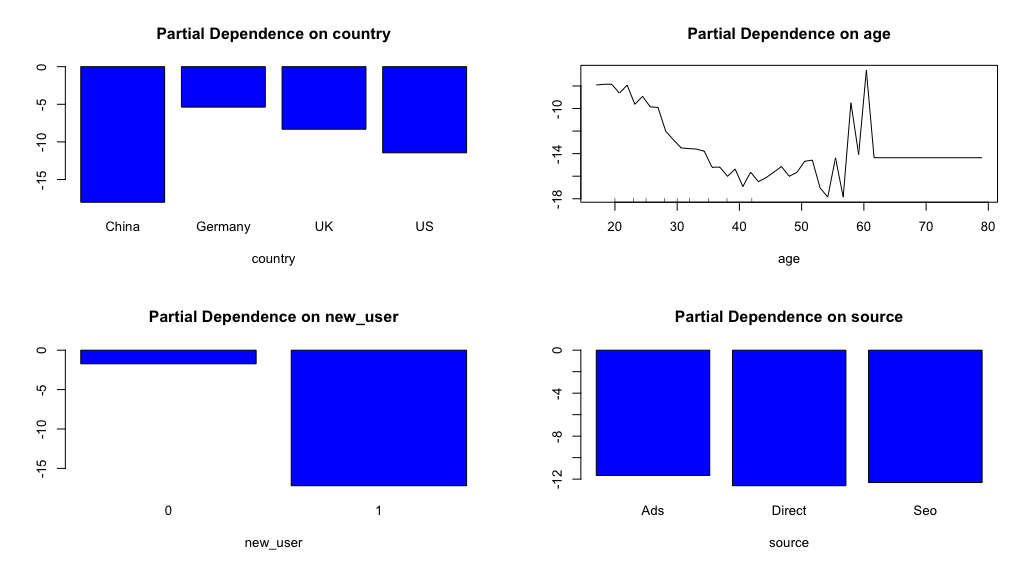 Partial Dependence on country
0
-5
-10
-15
China Germany UK US
country
Partial Dependence on age
-10
-14
-18
20 30 40 50 60 70 80
age
Partial Dependence on new_user
0
-5
-10
-15
0 1
new_user
Partial Dependence on source
0
-4
-8
-12
Ads Direct Seo
source